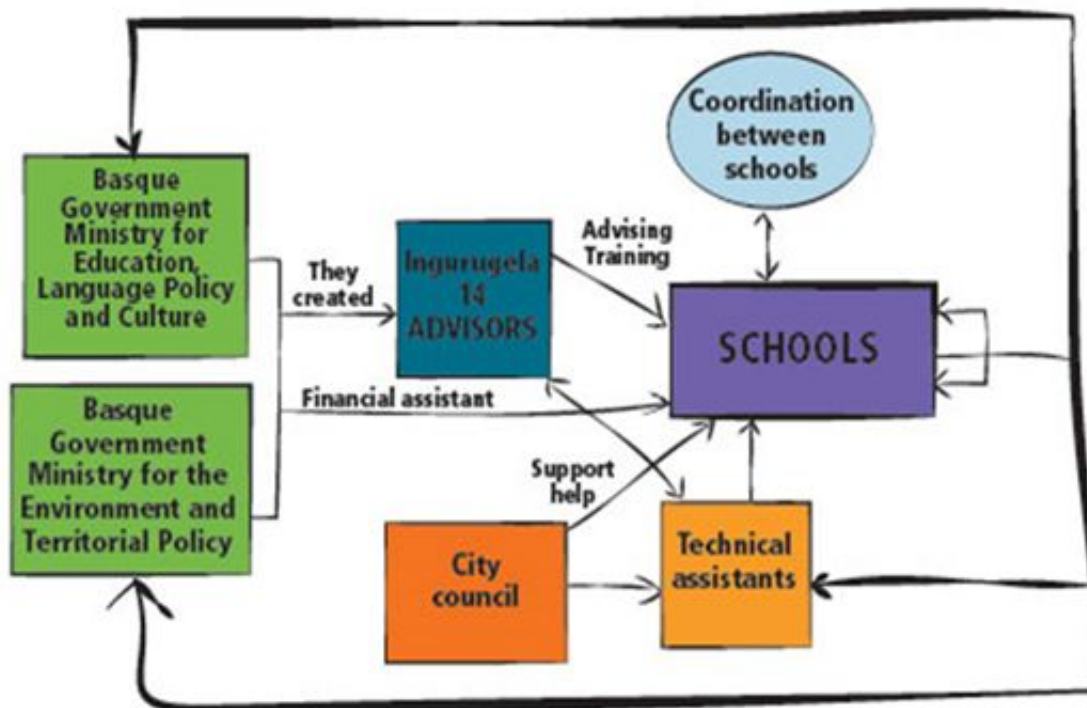 Coordination
between
schools
Basque
Government
Ministry for
Education,
Language Policy
and Culture
They
created
Ingurugela
14
ADVISORS
Advising
Training
SCHOOLS
Basque
Government
Ministry for the
Environment and
Territorial Policy
Financial assistant
Support
help
City
council
Technical
assistants